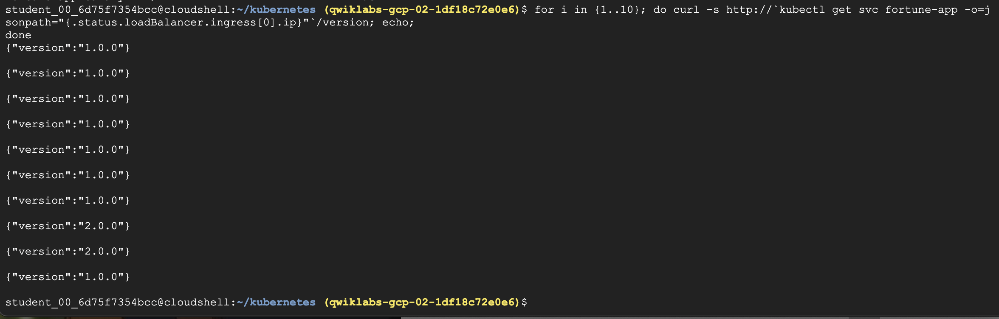 student_00_6d75f7354bcc@cloudshell:~/kubernetes (qwiklabs-gcp-02-1df18c72e0e6)$ for i in {1..10}; do curl -s http://`kubectl get svc fortune-app -o=j
sonpath="{.status.loadBalancer.ingress[0].ip}"`/version; echo;
done
{"version":"1.0.0"}
{"version":"1.0.0"}
{"version":"1.0.0"}
{"version":"1.0.0"}
{"version":"1.0.0"}
{"version":"1.0.0"}
{"version":"1.0.0"}
{"version":"2.0.0"}
{"version":"2.0.0"}
{"version":"1.0.0"}
student_00_6d75f7354bcc@cloudshell:~/kubernetes (qwiklabs-gcp-02-1df18c72e0e6)$